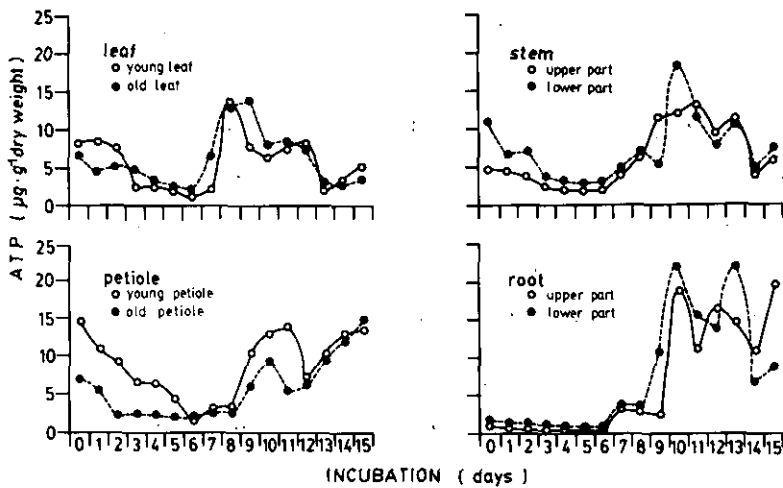 25
20
15
10
5
0
leaf
young leaf
old leaf
stem
upper part
lower part
ATP ( µg·g⁻¹dry weight)
25
20
15
10
5
0
petiole
young petiole
old petiole
root
upper part
lower part
0 1 2 3 4 5 6 7 8 9 10 11 12 13 14 15
0 1 2 3 4 5 6 7 8 9 10 11 12 13 14 15
INCUBATION ( days )